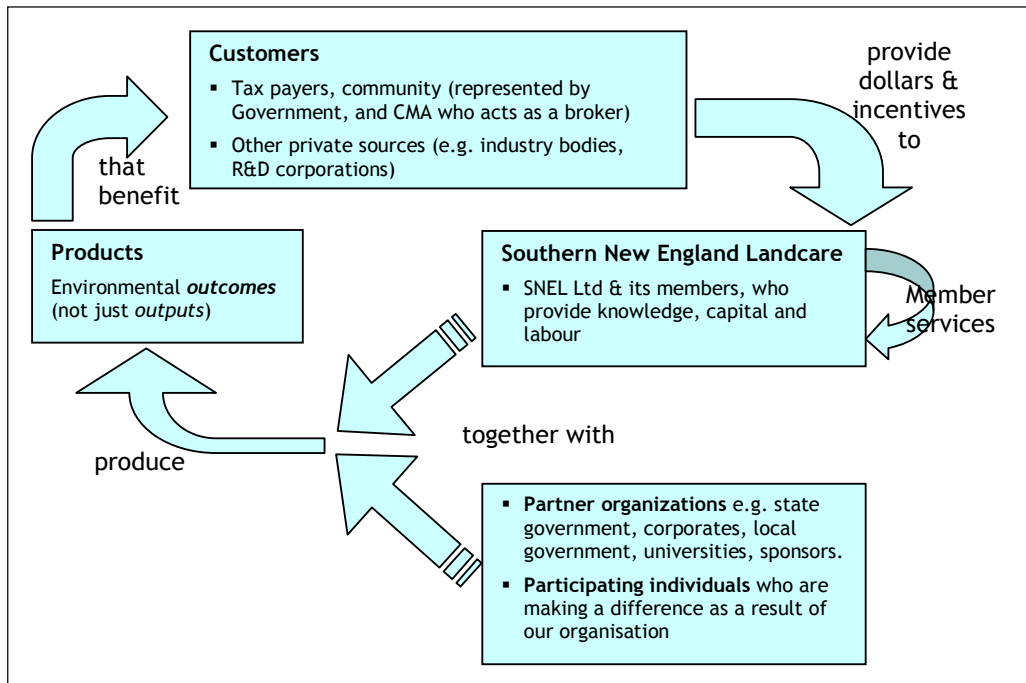 Customers
▪ Tax payers, community (represented by
Government, and CMA who acts as a broker)
▪ Other private sources (e.g. industry bodies,
R&D corporations)
provide
dollars &
incentives
to
Southern New England Landcare
▪ SNEL Ltd & its members, who
provide knowledge, capital and
labour
Member
services
together with
▪ Partner organizations e.g. state
government, corporates, local
government, universities, sponsors.
▪ Participating individuals who are
making a difference as a result of
our organisation
produce
Products
Environmental outcomes
(not just outputs)
that
benefit